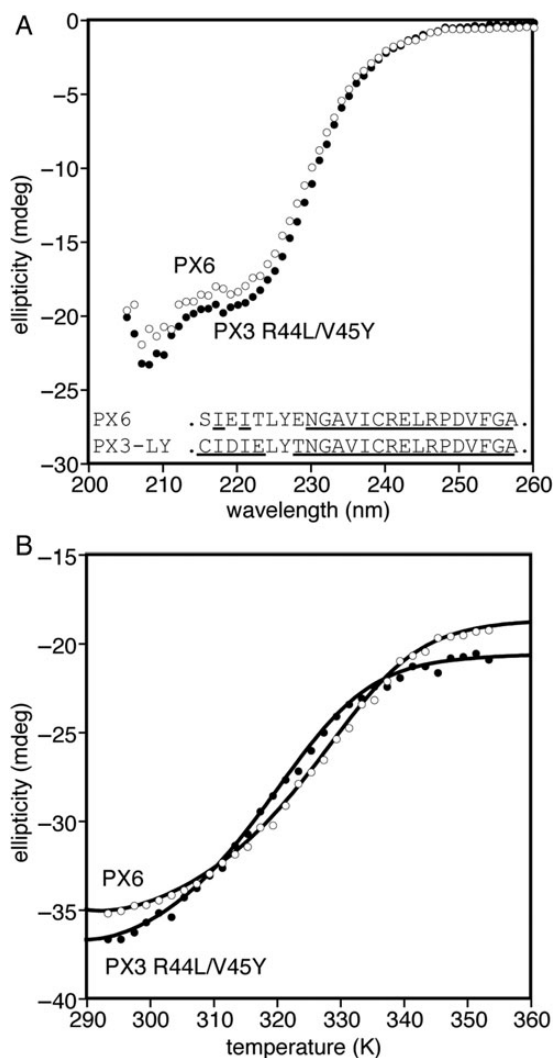 A
0
−5
−10
−15
−20
−25
−30
ellipticity (mdeg)
PX6
PX3 R44L/V45Y
PX6 .SIEITLYENGAVICRELRPDVFGA.
PX3-LY .CIDIELYTNGAVICRELRPDVFGA.
200 210 220 230 240 250 260
wavelength (nm)
B
−15
−20
−25
−30
−35
−40
ellipticity (mdeg)
PX6
PX3 R44L/V45Y
290 300 310 320 330 340 350 360
temperature (K)